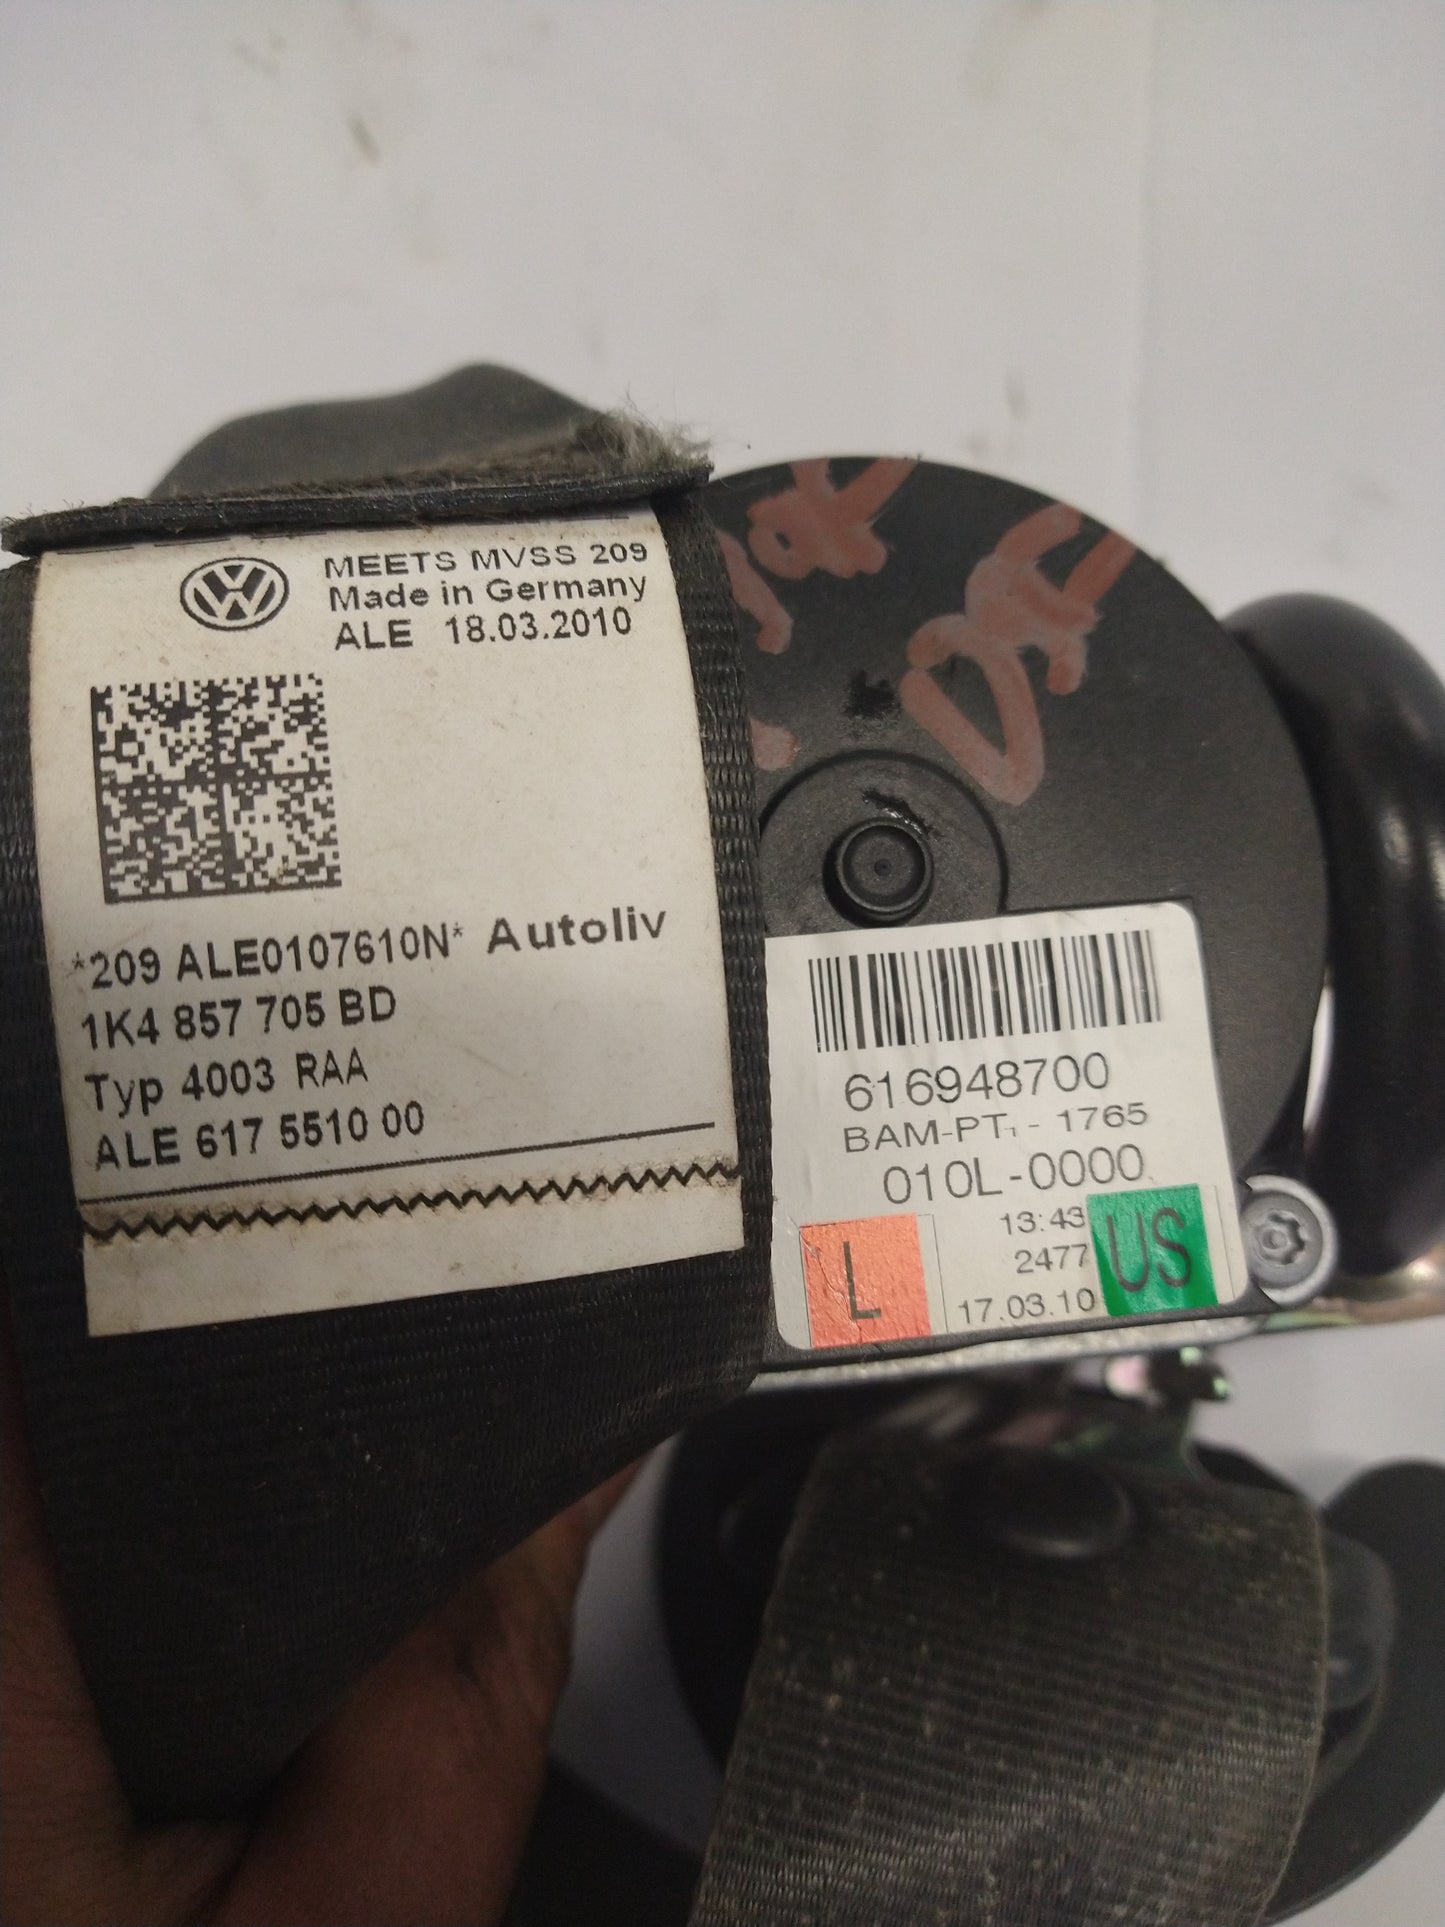 MEETS MVSS 209
Made in Germany
ALE 18.03.2010
*209 ALE0107610N* Autoliv
1K4 857 705 BD
Typ 4003 RAA
ALE 617 5510 00
616948700
BAM-PT₁ - 1765
010L-0000
13:43
2477
17.03.10
L
US